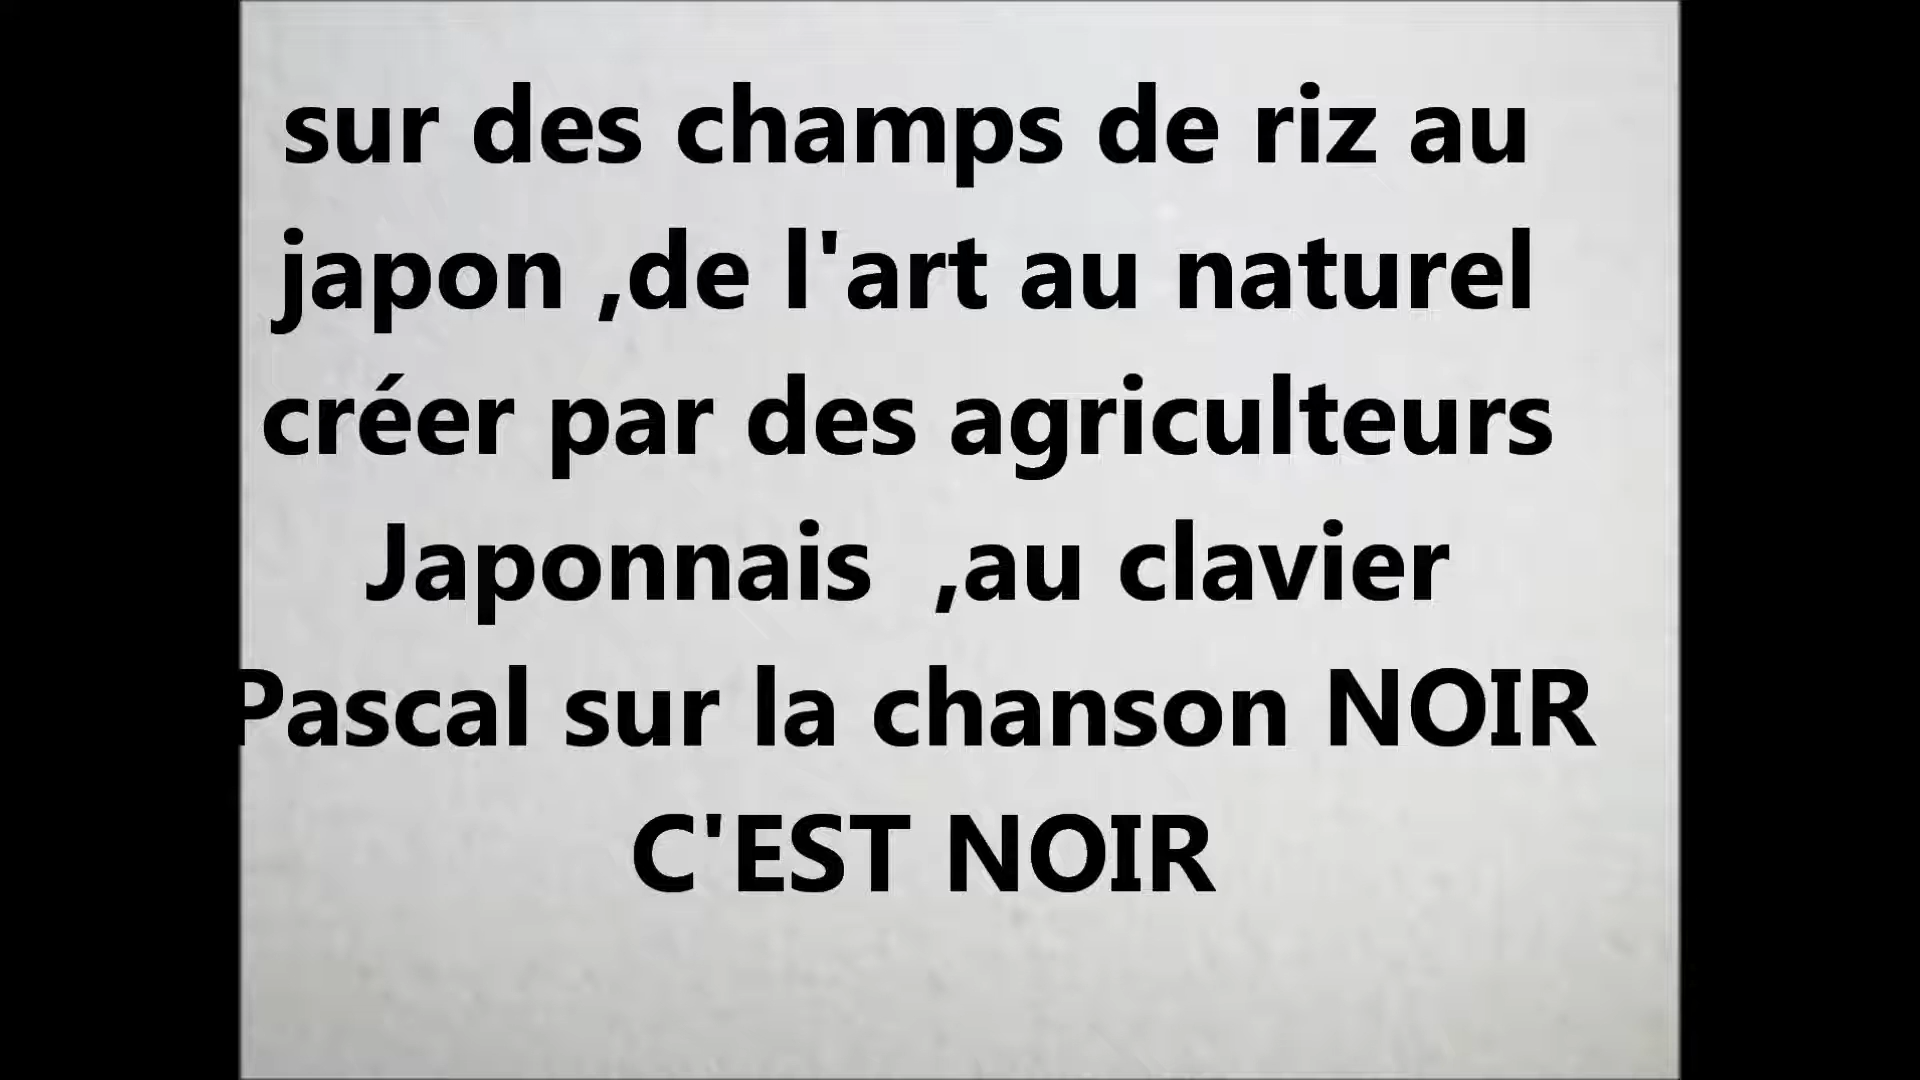 sur des champs de riz au
japon ,de l'art au naturel
créer par des agriculteurs
Japonnais  ,au clavier
Pascal sur la chanson NOIR
C'EST NOIR